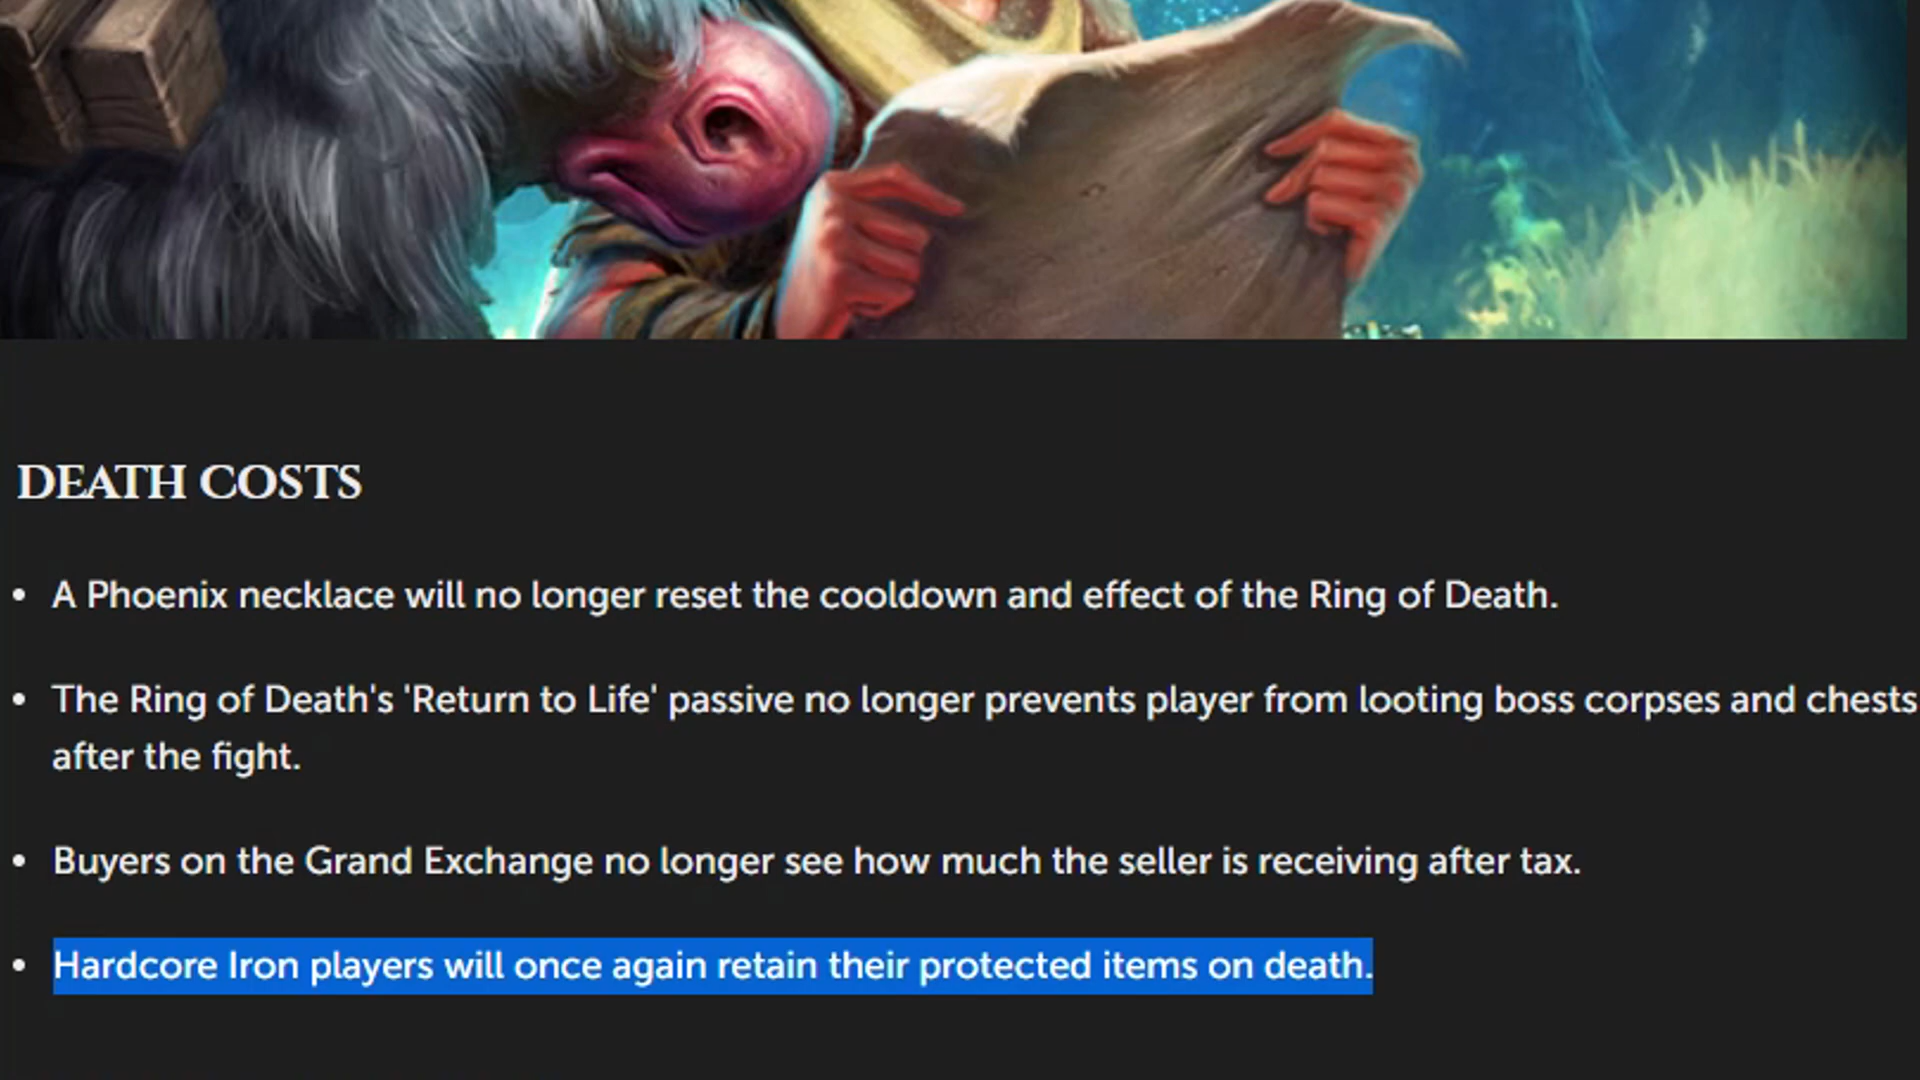 DEATH COSTS
• A Phoenix necklace will no longer reset the cooldown and effect of the Ring of Death.
• The Ring of Death's 'Return to Life' passive no longer prevents player from looting boss corpses and chests
after the fight.
• Buyers on the Grand Exchange no longer see how much the seller is receiving after tax.
• Hardcore Iron players will once again retain their protected items on death.